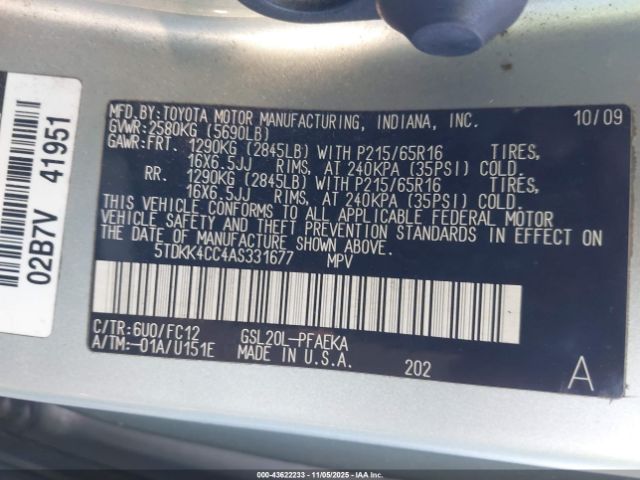 MFD.BY:TOYOTA MOTOR MANUFACTURING, INDIANA, INC. 10/09
GVWR:2580KG (5690LB)
GAWR:FRT. 1290KG (2845LB) WITH P215/65R16 TIRES,
16X6.5JJ RIMS, AT 240KPA (35PSI) COLD.
RR. 1290KG (2845LB) WITH P215/65R16 TIRES,
16X6.5JJ RIMS, AT 240KPA (35PSI) COLD.
THIS VEHICLE CONFORMS TO ALL APPLICABLE FEDERAL MOTOR
VEHICLE SAFETY AND THEFT PREVENTION STANDARDS IN EFFECT ON
THE DATE OF MANUFACTURE SHOWN ABOVE.
5TDKK4CC4AS331677 MPV
C/TR:6U0/FC12 GSL20L-PFAEKA
A/TM:-01A/U151E MADE IN U.S.A. 202 A
02B7V 41951
000-43622233 - 11/05/2025 - IAAI.COM